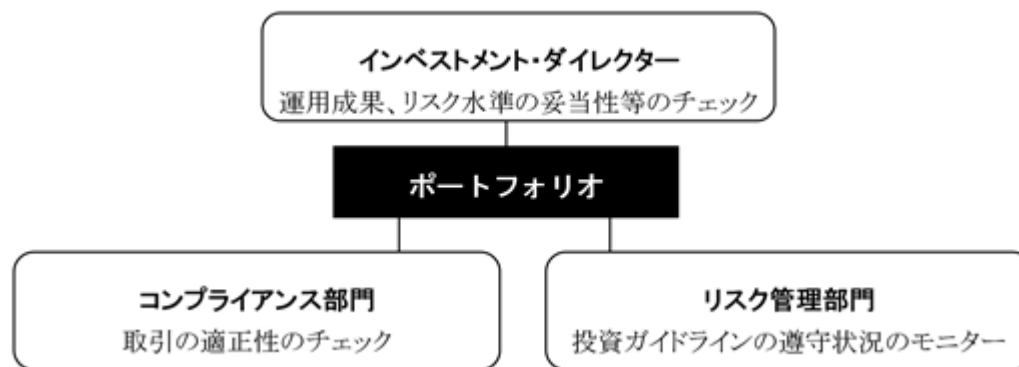 インベストメント・ダイレクター
運用成果、リスク水準の妥当性等のチェック
ポートフォリオ
コンプライアンス部門
取引の適正性のチェック
リスク管理部門
投資ガイドラインの遵守状況のモニター